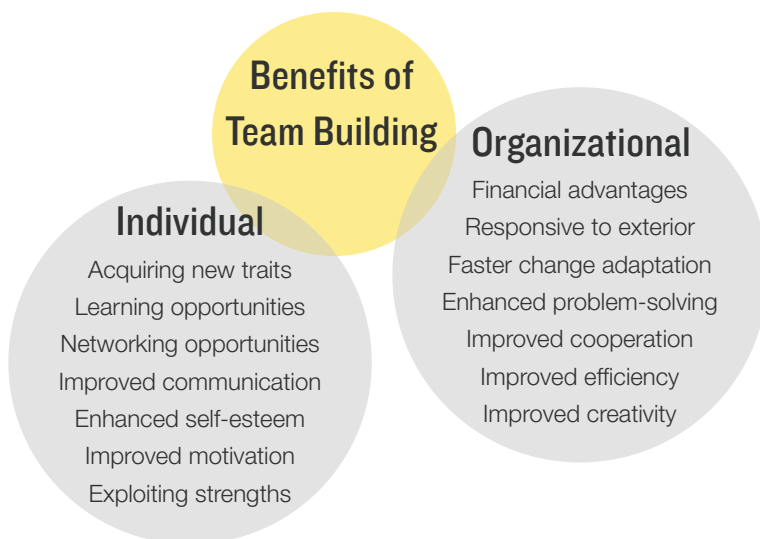 Benefits of
Team Building
Individual
Acquiring new traits
Learning opportunities
Networking opportunities
Improved communication
Enhanced self-esteem
Improved motivation
Exploiting strengths
Organizational
Financial advantages
Responsive to exterior
Faster change adaptation
Enhanced problem-solving
Improved cooperation
Improved efficiency
Improved creativity